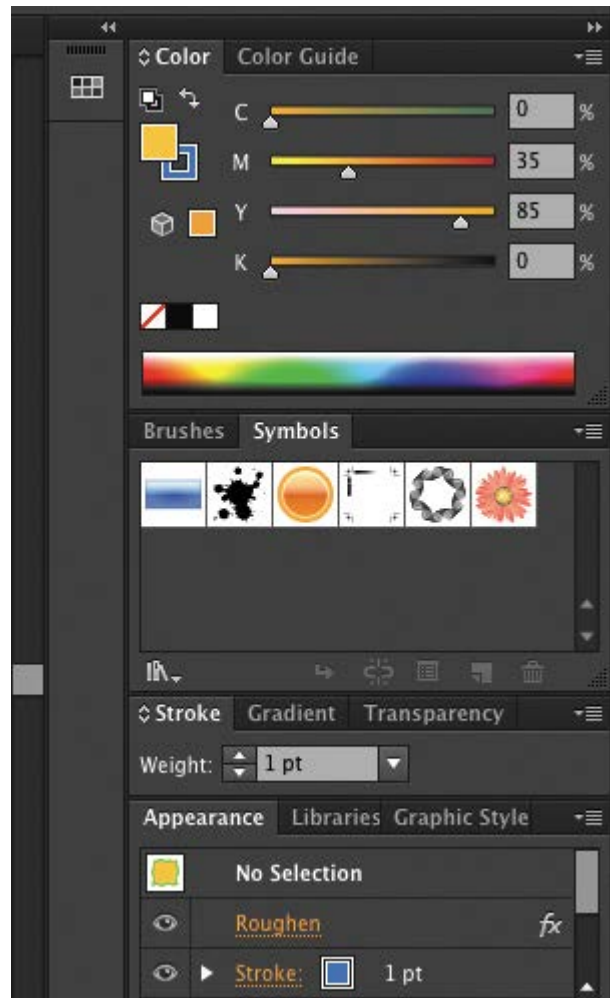 Color Color Guide
C 0 %
M 35 %
Y 85 %
K 0 %
Brushes Symbols
Stroke Gradient Transparency
Weight: 1 pt
Appearance Libraries Graphic Style
No Selection
Roughen fx
Stroke: 1 pt